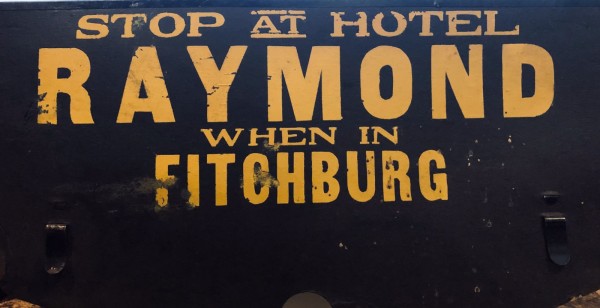 STOP AT HOTEL
RAYMOND
WHEN IN
FITCHBURG